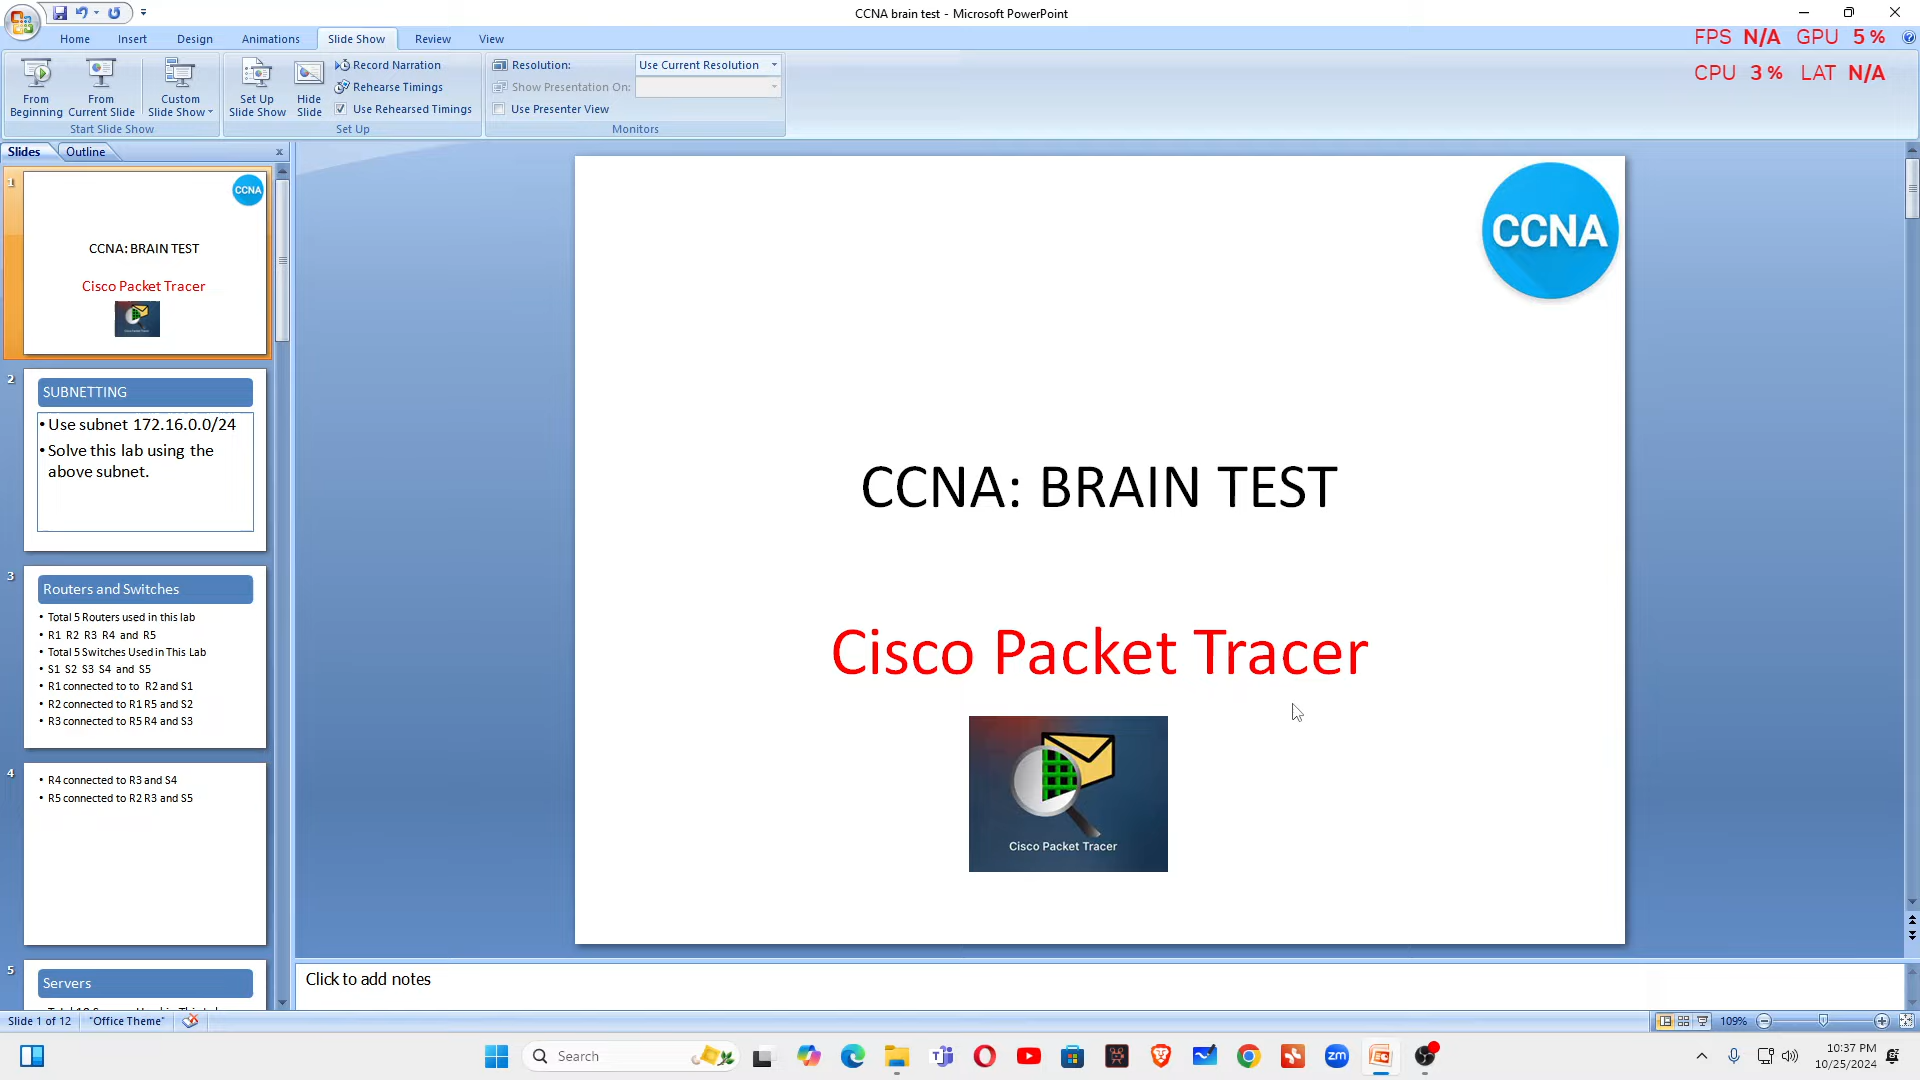 CCNA brain test - Microsoft PowerPoint
Home Insert Design Animations Slide Show Review View
FPS N/A GPU 5 %
CPU 3 % LAT N/A
From Beginning
From Current Slide
Custom Slide Show
Start Slide Show
Set Up Slide Show
Hide Slide
Record Narration
Rehearse Timings
Use Rehearsed Timings
Set Up
Resolution: Use Current Resolution
Show Presentation On:
Use Presenter View
Monitors
Slides Outline
1
CCNA
CCNA: BRAIN TEST
Cisco Packet Tracer
2
SUBNETTING
• Use subnet 172.16.0.0/24
• Solve this lab using the
above subnet.
3
Routers and Switches
• Total 5 Routers used in this lab
• R1 R2 R3 R4 and R5
• Total 5 Switches Used in This Lab
• S1 S2 S3 S4 and S5
• R1 connected to to R2 and S1
• R2 connected to R1 R5 and S2
• R3 connected to R5 R4 and S3
4
• R4 connected to R3 and S4
• R5 connected to R2 R3 and S5
5
Servers
CCNA
CCNA: BRAIN TEST
Cisco Packet Tracer
Cisco Packet Tracer
Click to add notes
Slide 1 of 12 "Office Theme" 109%
Search
zm
10:37 PM
10/25/2024